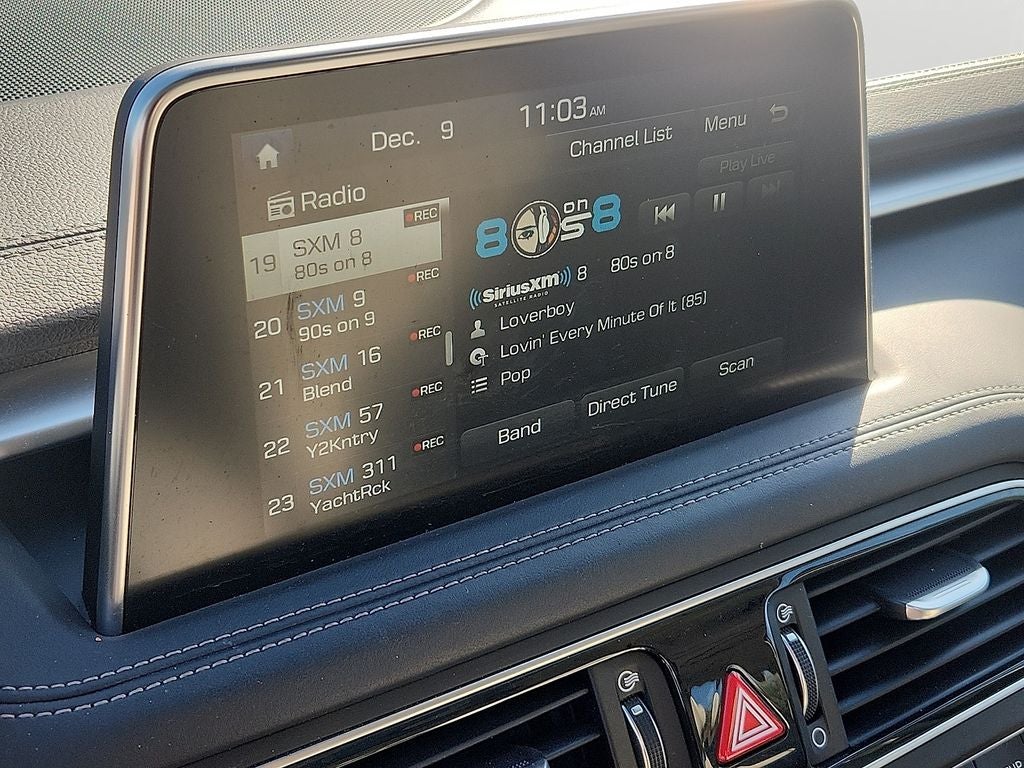 Dec. 9
11:03 AM
Channel List
Menu
Radio
Play Live
REC
19 SXM 8
80s on 8
REC
20 SXM 9
90s on 9
REC
21 SXM 16
Blend
REC
22 SXM 57
Y2Kntry
REC
23 SXM 311
YachtRck
80s on 8
SiriusXM
SATELLITE RADIO
8 80s on 8
Loverboy
Lovin' Every Minute Of It (85)
Pop
Band
Direct Tune
Scan